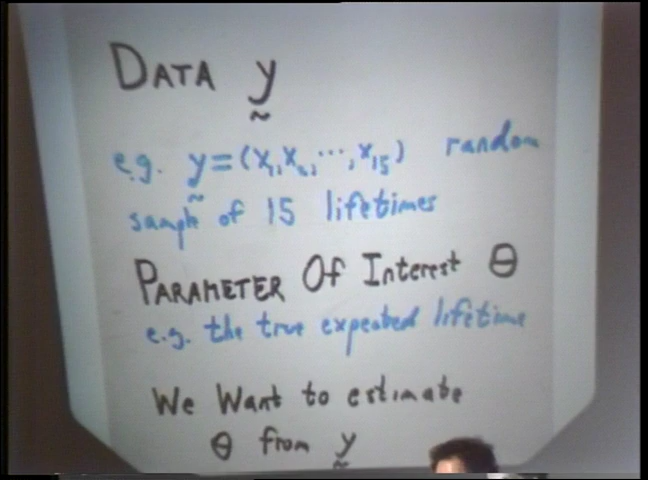 DATA y
e.g. y=(x₁,x₂,...,x₁₅) random
sample of 15 lifetimes
PARAMETER Of Interest θ
e.g. the true expected lifetime
We Want to estimate
θ from y